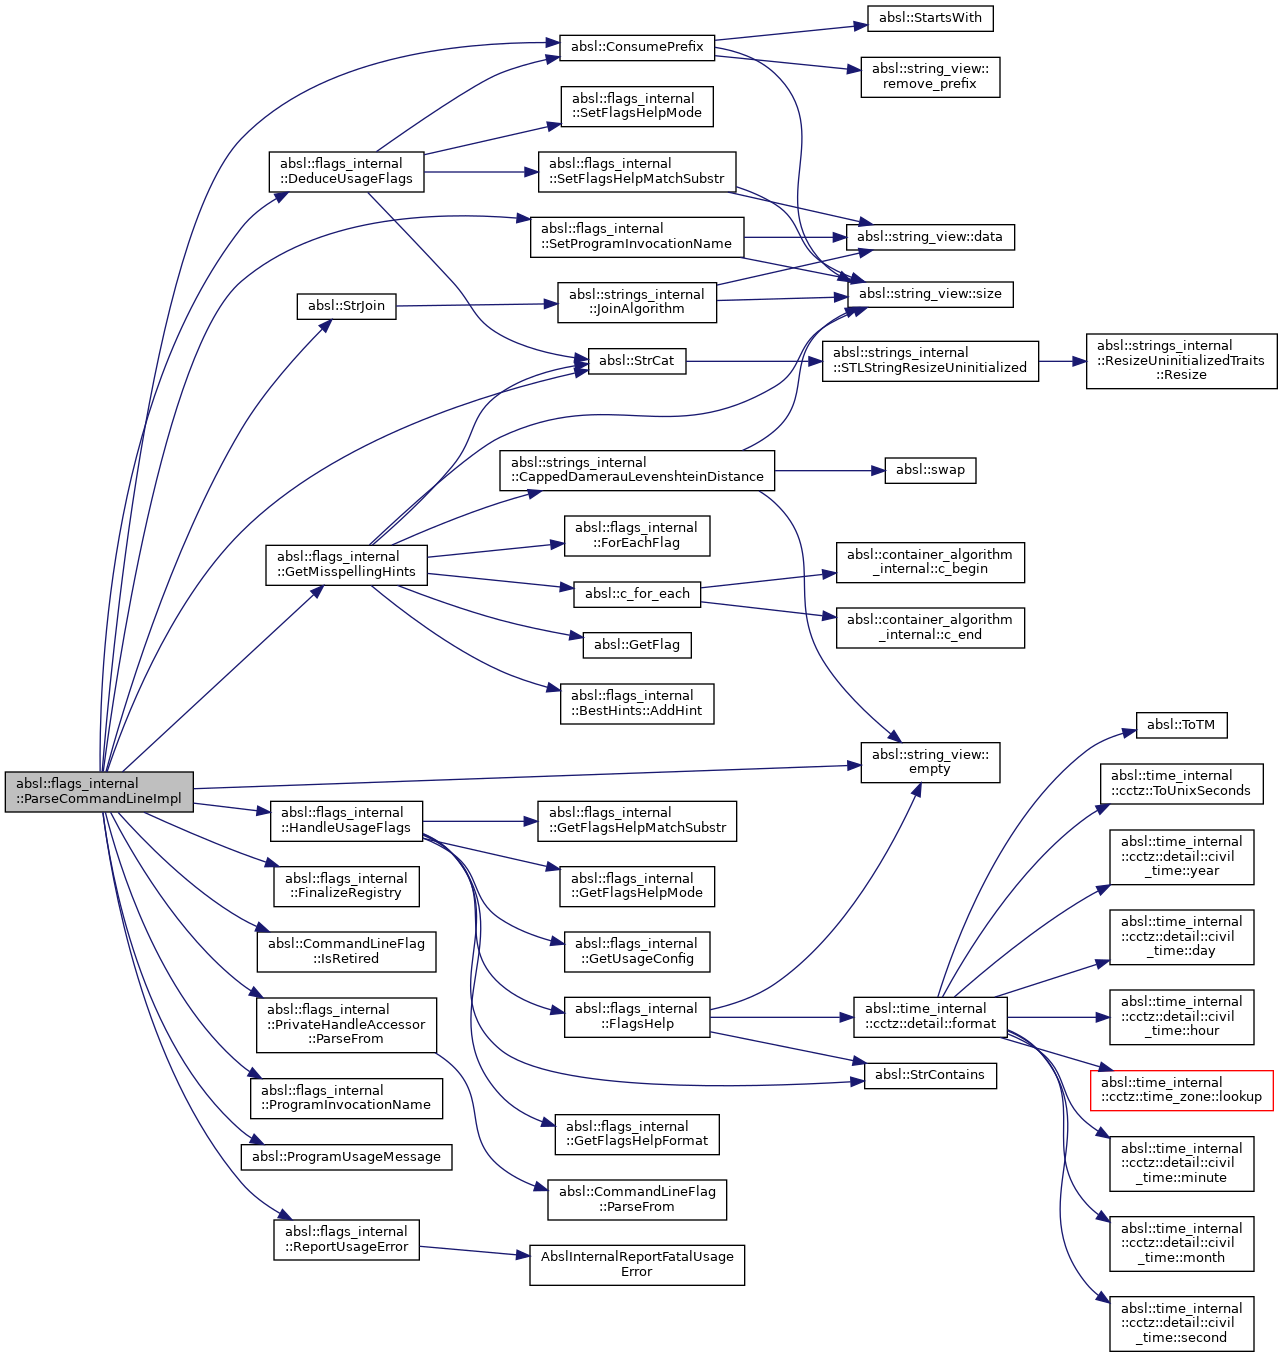 absl::flags_internal
::ParseCommandLineImpl
absl::ConsumePrefix
absl::StartsWith
absl::string_view::
remove_prefix
absl::string_view::size
absl::flags_internal
::DeduceUsageFlags
absl::flags_internal
::SetFlagsHelpMode
absl::flags_internal
::SetFlagsHelpMatchSubstr
absl::string_view::data
absl::StrCat
absl::strings_internal
::STLStringResizeUninitialized
absl::strings_internal
::ResizeUninitializedTraits
::Resize
absl::flags_internal
::SetProgramInvocationName
absl::StrJoin
absl::strings_internal
::JoinAlgorithm
absl::flags_internal
::GetMisspellingHints
absl::strings_internal
::CappedDamerauLevenshteinDistance
absl::swap
absl::flags_internal
::ForEachFlag
absl::c_for_each
absl::container_algorithm
_internal::c_begin
absl::container_algorithm
_internal::c_end
absl::GetFlag
absl::flags_internal
::BestHints::AddHint
absl::string_view::
empty
absl::flags_internal
::HandleUsageFlags
absl::flags_internal
::GetFlagsHelpMatchSubstr
absl::flags_internal
::GetFlagsHelpMode
absl::flags_internal
::GetUsageConfig
absl::flags_internal
::FlagsHelp
absl::time_internal
::cctz::detail::format
absl::StrContains
absl::flags_internal
::GetFlagsHelpFormat
absl::ToTM
absl::time_internal
::cctz::ToUnixSeconds
absl::time_internal
::cctz::detail::civil
_time::year
absl::time_internal
::cctz::detail::civil
_time::day
absl::time_internal
::cctz::detail::civil
_time::hour
absl::time_internal
::cctz::time_zone::lookup
absl::time_internal
::cctz::detail::civil
_time::minute
absl::time_internal
::cctz::detail::civil
_time::month
absl::time_internal
::cctz::detail::civil
_time::second
absl::flags_internal
::FinalizeRegistry
absl::CommandLineFlag
::IsRetired
absl::flags_internal
::PrivateHandleAccessor
::ParseFrom
absl::CommandLineFlag
::ParseFrom
absl::flags_internal
::ProgramInvocationName
absl::ProgramUsageMessage
absl::flags_internal
::ReportUsageError
AbslInternalReportFatalUsage
Error